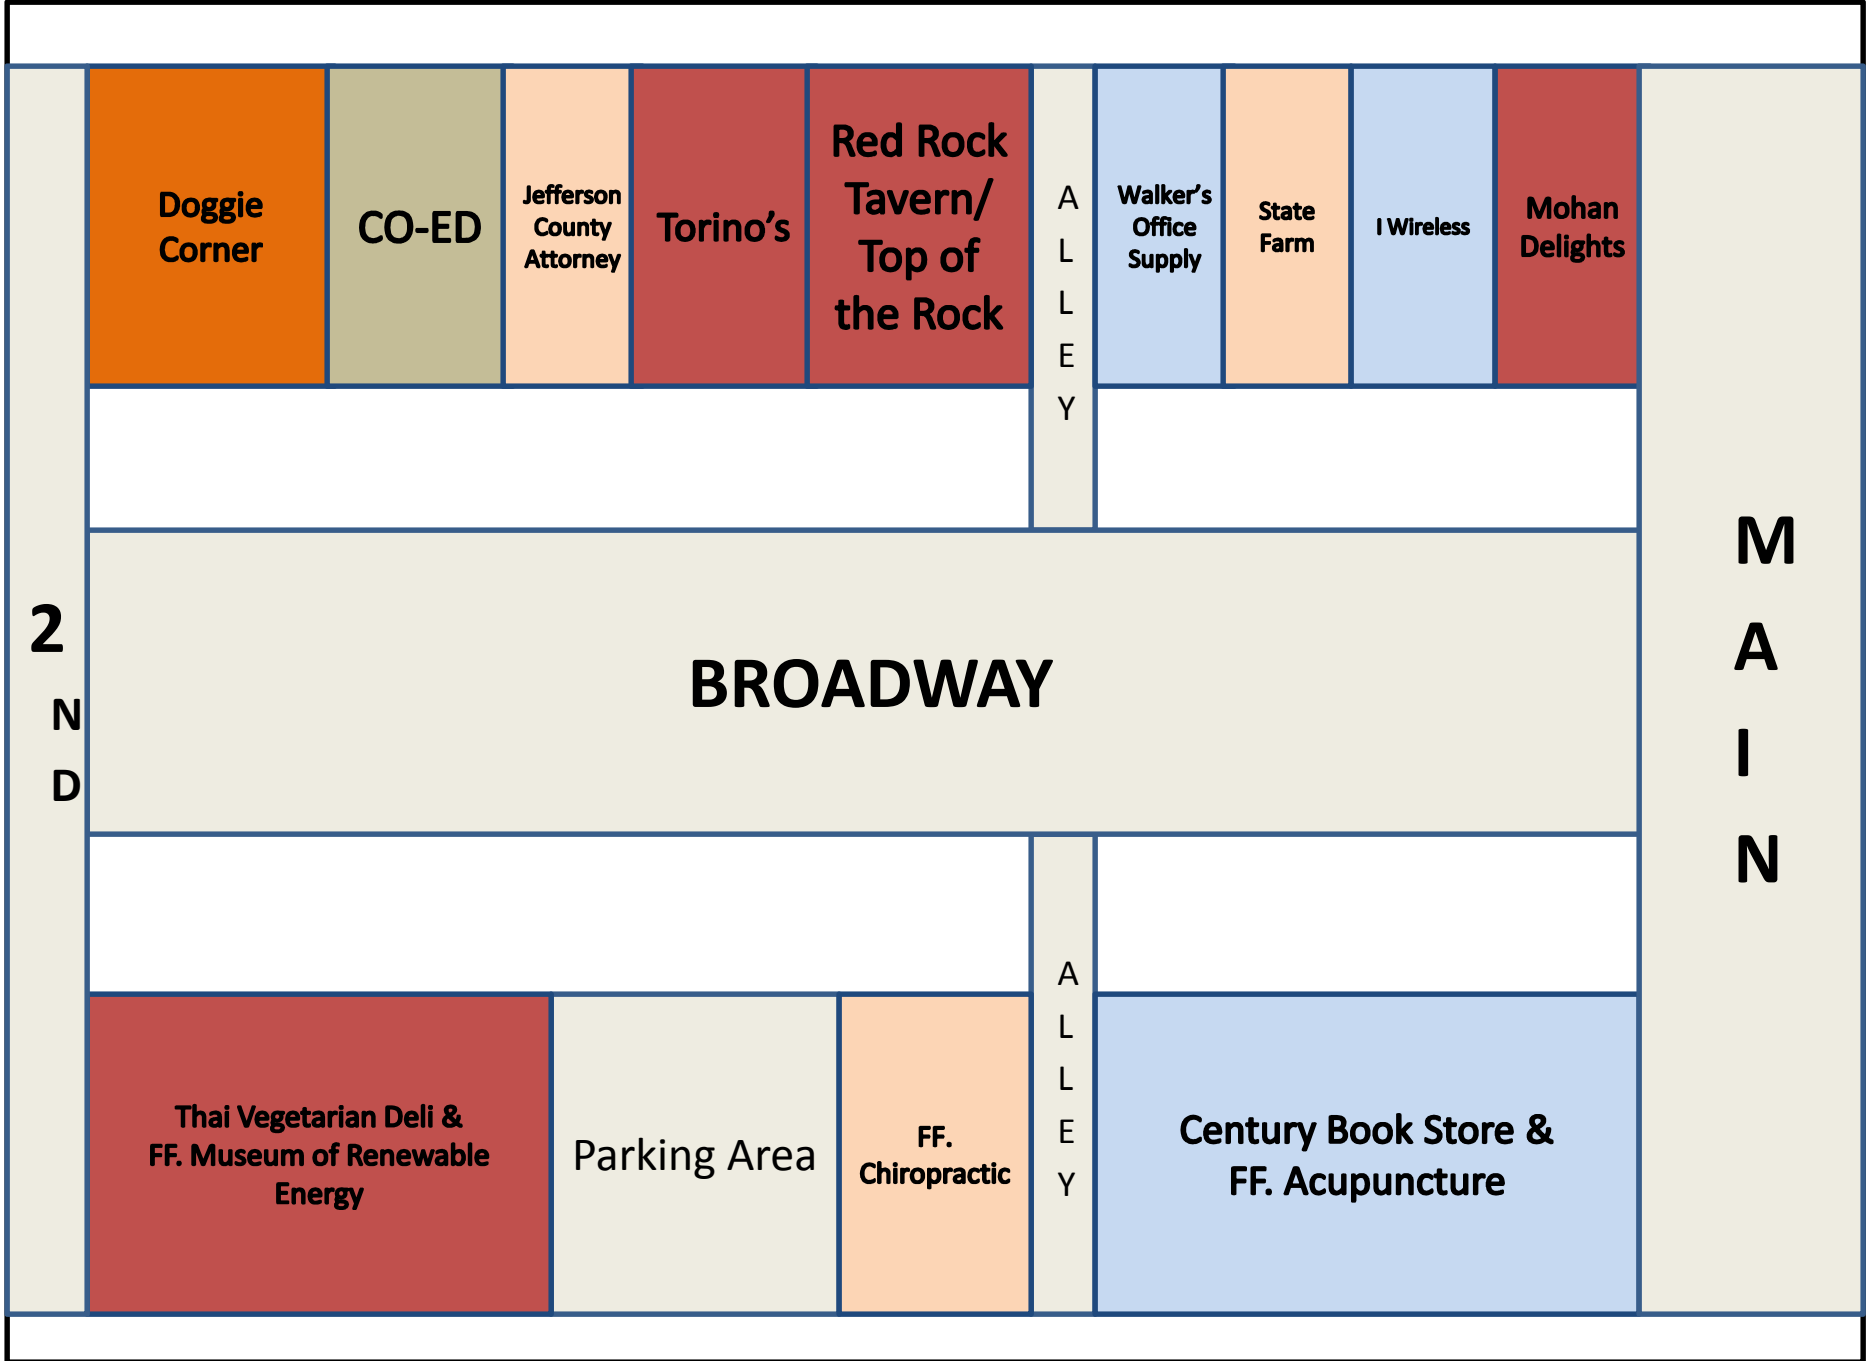 Doggie
Corner
CO-ED
Jefferson
County
Attorney
Torino’s
Red Rock
Tavern/
Top of
the Rock
A
L
L
E
Y
Walker’s
Office
Supply
State
Farm
I Wireless
Mohan
Delights
2
N
D
BROADWAY
M
A
I
N
Thai Vegetarian Deli &
FF. Museum of Renewable
Energy
Parking Area
FF.
Chiropractic
A
L
L
E
Y
Century Book Store &
FF. Acupuncture